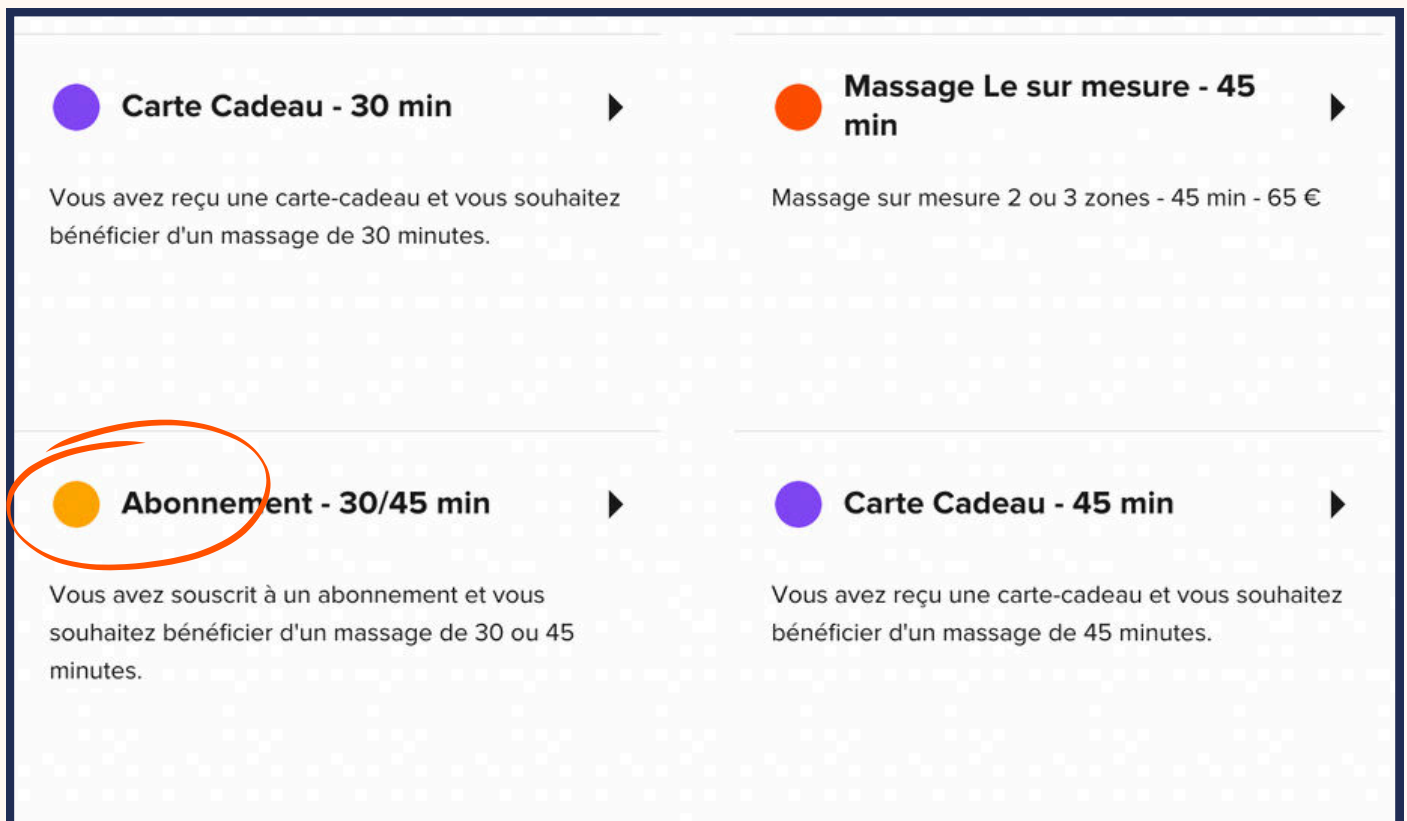 Carte Cadeau - 30 min
Vous avez reçu une carte-cadeau et vous souhaitez
bénéficier d'un massage de 30 minutes.
Massage Le sur mesure - 45
min
Massage sur mesure 2 ou 3 zones - 45 min - 65 €
Abonnement - 30/45 min
Vous avez souscrit à un abonnement et vous
souhaitez bénéficier d'un massage de 30 ou 45
minutes.
Carte Cadeau - 45 min
Vous avez reçu une carte-cadeau et vous souhaitez
bénéficier d'un massage de 45 minutes.